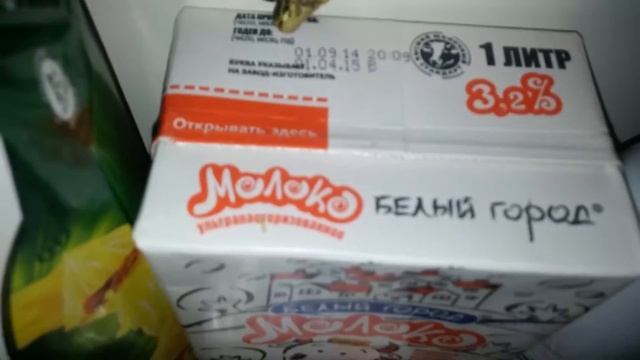 ГОДЕН ДО:
01.09.14 20:09
01.04.15
БУКВА УКАЗЫВАЕТ
НА ЗАВОД-ИЗГОТОВИТЕЛЬ
1 ЛИТР
3,2%
Открывать здесь
Молоко
ультрапастеризованное
БЕЛЫЙ ГОРОД®
БЕЛЫЙ ГОРОД
Молоко